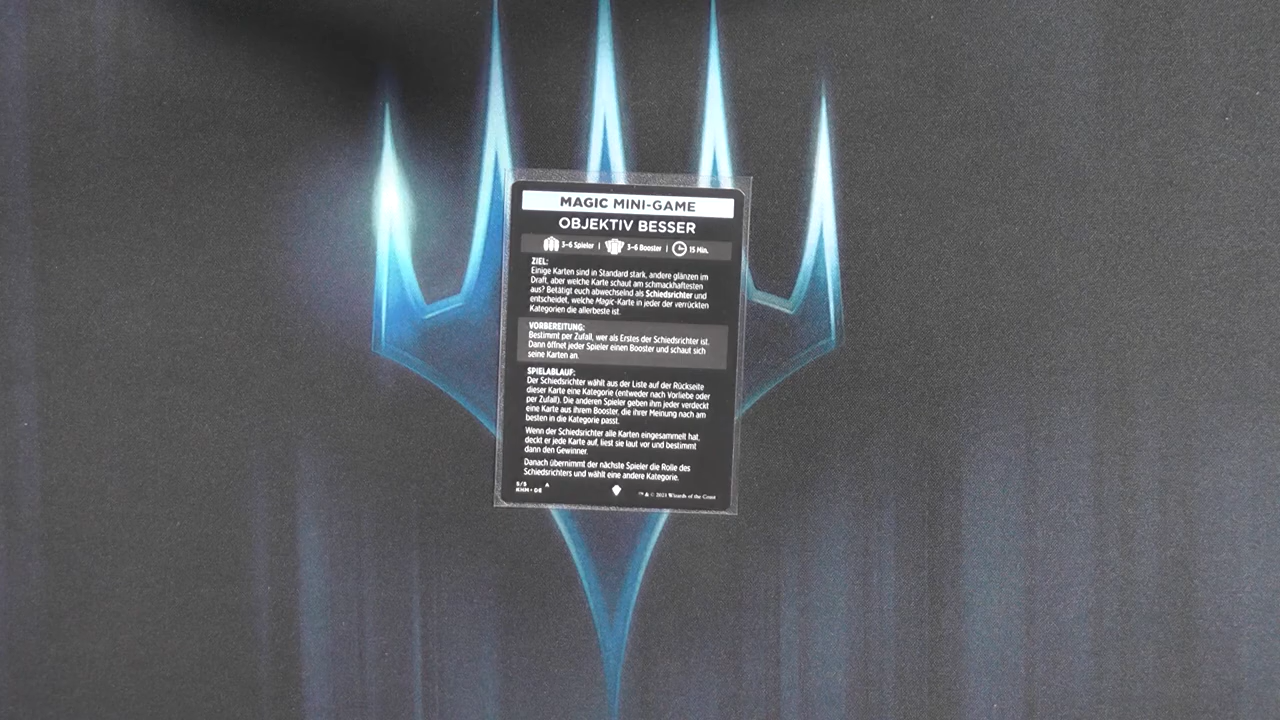 MAGIC MINI-GAME
OBJEKTIV BESSER
3-6 Spieler | 3-6 Booster | 15 Min.
ZIEL:
Einige Karten sind in Standard stark, andere glänzen im
Draft, aber welche Karte schaut am schmackhaftesten
aus? Betätigt euch abwechselnd als Schiedsrichter und
entscheidet, welche Magic-Karte in jeder der verrückten
Kategorien die allerbeste ist.
VORBEREITUNG:
Bestimmt per Zufall, wer als Erstes der Schiedsrichter ist.
Dann öffnet jeder Spieler einen Booster und schaut sich
seine Karten an.
SPIELABLAUF:
Der Schiedsrichter wählt aus der Liste auf der Rückseite
dieser Karte eine Kategorie (entweder nach Vorliebe oder
per Zufall). Die anderen Spieler geben ihm jeder verdeckt
eine Karte aus ihrem Booster, die ihrer Meinung nach am
besten in die Kategorie passt.
Wenn der Schiedsrichter alle Karten eingesammelt hat,
deckt er jede Karte auf, liest sie laut vor und bestimmt
dann den Gewinner.
Danach übernimmt der nächste Spieler die Rolle des
Schiedsrichters und wählt eine andere Kategorie.
5/5 A
KHM • DE ™ & © 2021 Wizards of the Coast